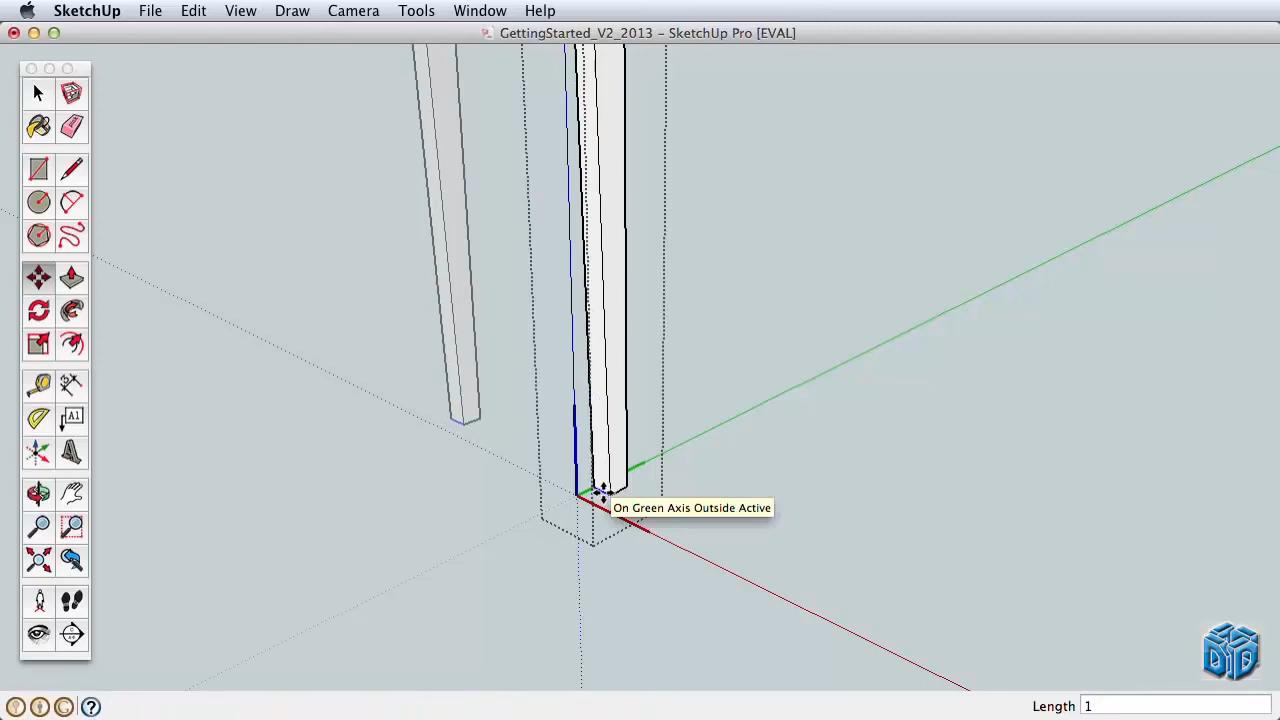 SketchUp File Edit View Draw Camera Tools Window Help
GettingStarted_V2_2013 – SketchUp Pro [EVAL]
A1
On Green Axis Outside Active
Length 1